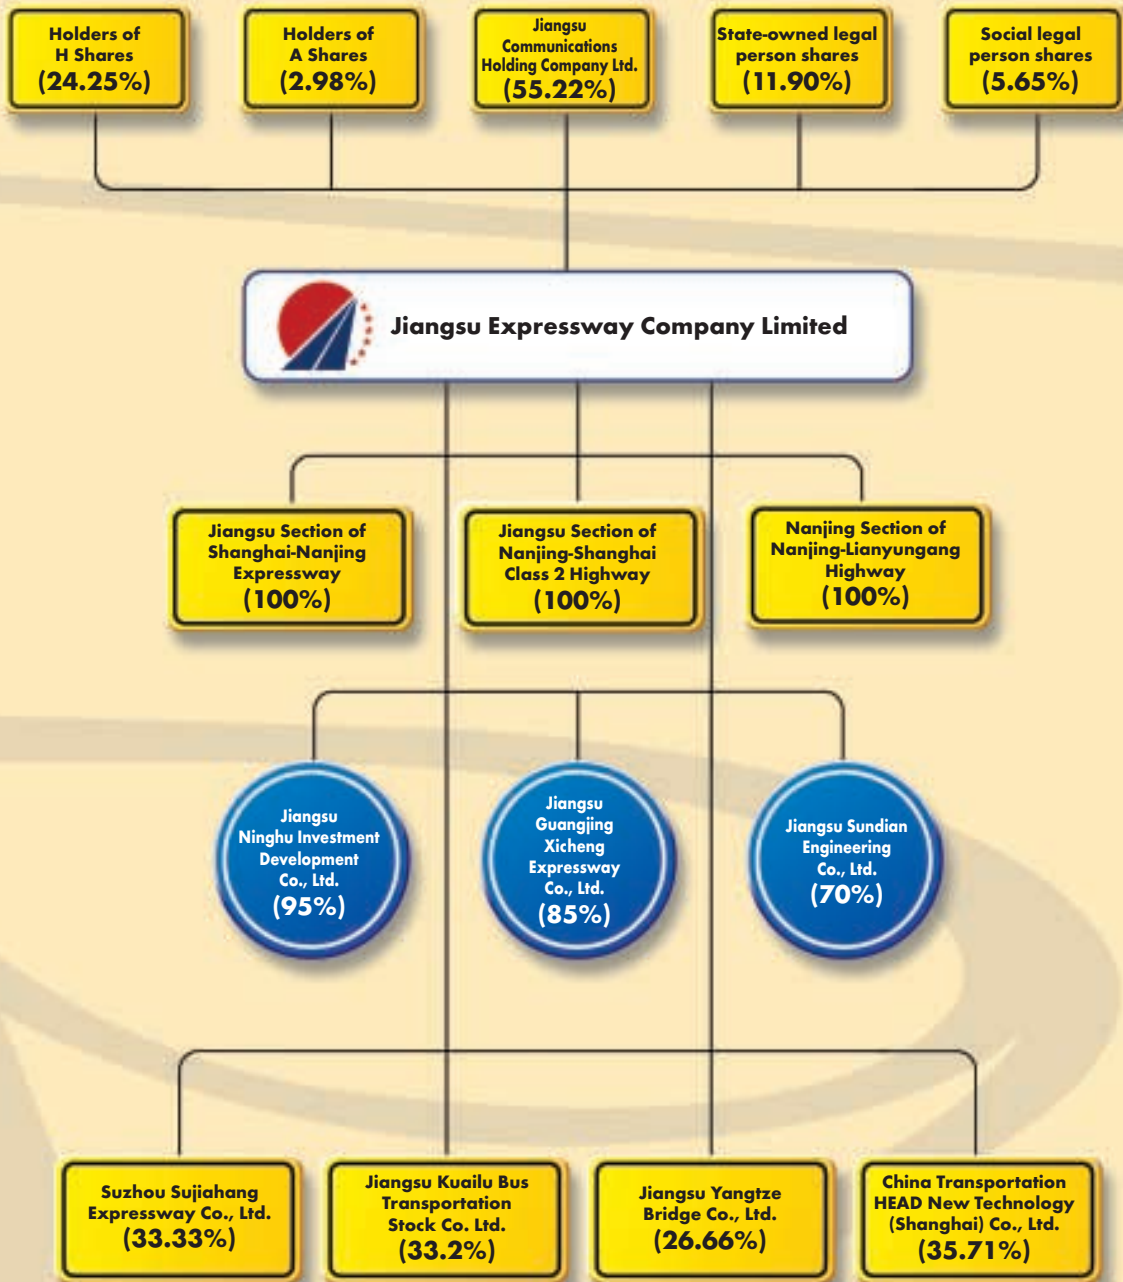 Holders of
H Shares
(24.25%)
Holders of
A Shares
(2.98%)
Jiangsu
Communications
Holding Company Ltd.
(55.22%)
State-owned legal
person shares
(11.90%)
Social legal
person shares
(5.65%)
Jiangsu Expressway Company Limited
Jiangsu Section of
Shanghai-Nanjing
Expressway
(100%)
Jiangsu Section of
Nanjing-Shanghai
Class 2 Highway
(100%)
Nanjing Section of
Nanjing-Lianyungang
Highway
(100%)
Jiangsu
Ninghu Investment
Development
Co., Ltd.
(95%)
Jiangsu
Guangjing
Xicheng
Expressway
Co., Ltd.
(85%)
Jiangsu Sundian
Engineering
Co., Ltd.
(70%)
Suzhou Sujiahang
Expressway Co., Ltd.
(33.33%)
Jiangsu Kuailu Bus
Transportation
Stock Co. Ltd.
(33.2%)
Jiangsu Yangtze
Bridge Co., Ltd.
(26.66%)
China Transportation
HEAD New Technology
(Shanghai) Co., Ltd.
(35.71%)